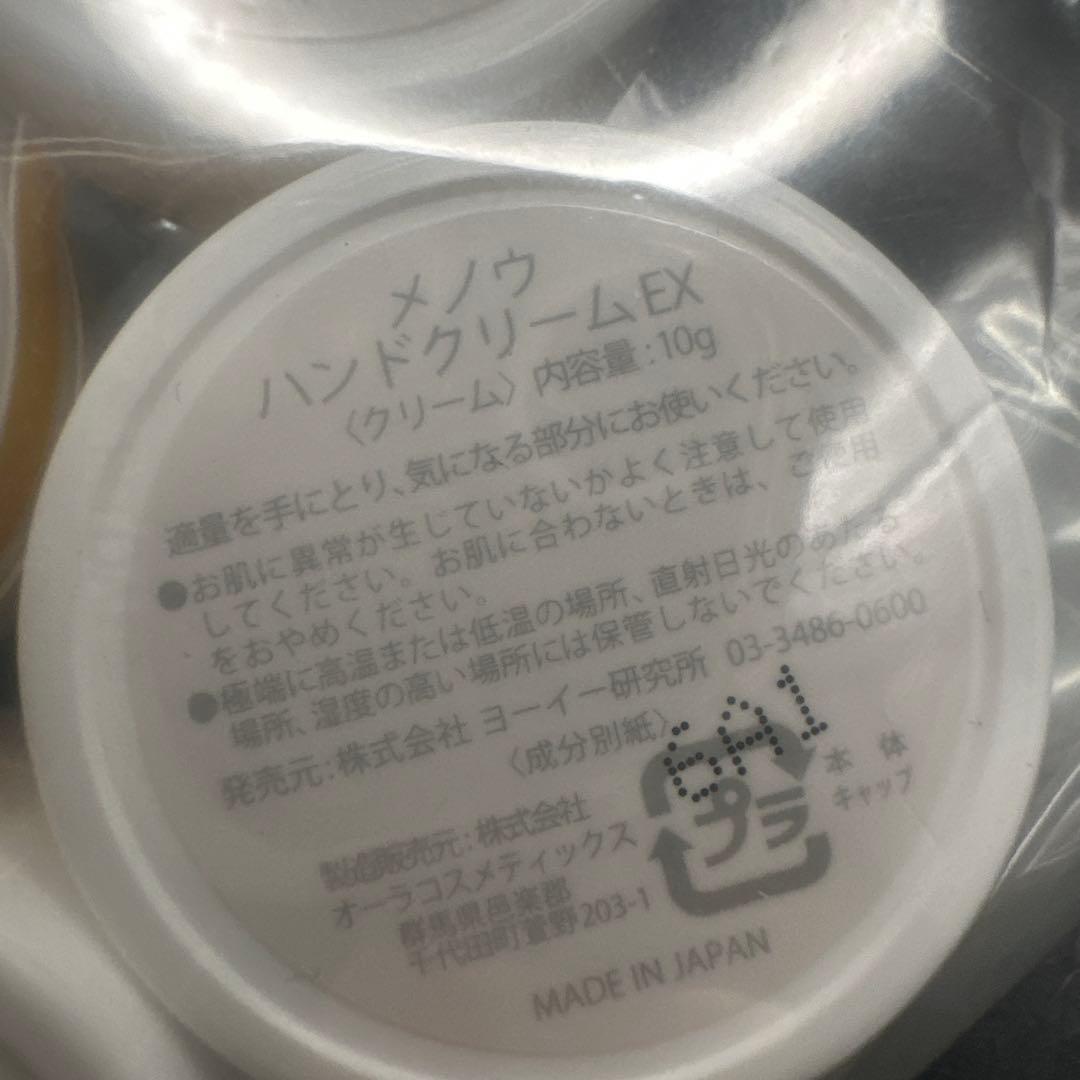 メノウ
ハンドクリームEX
〈クリーム〉内容量:10g
適量を手にとり、気になる部分にお使いください。
●お肌に異常が生じていないかよく注意して使用
してください。お肌に合わないときは、ご使用
をおやめください。
●極端に高温または低温の場所、直射日光のあたる
場所、湿度の高い場所には保管しないでください。
発売元:株式会社 ヨーイー研究所 03-3486-0600
〈成分別紙〉
6A1
プラ
本体
キャップ
製造販売元:株式会社
オーラコスメティックス
群馬県邑楽郡
千代田町萱野203-1
MADE IN JAPAN